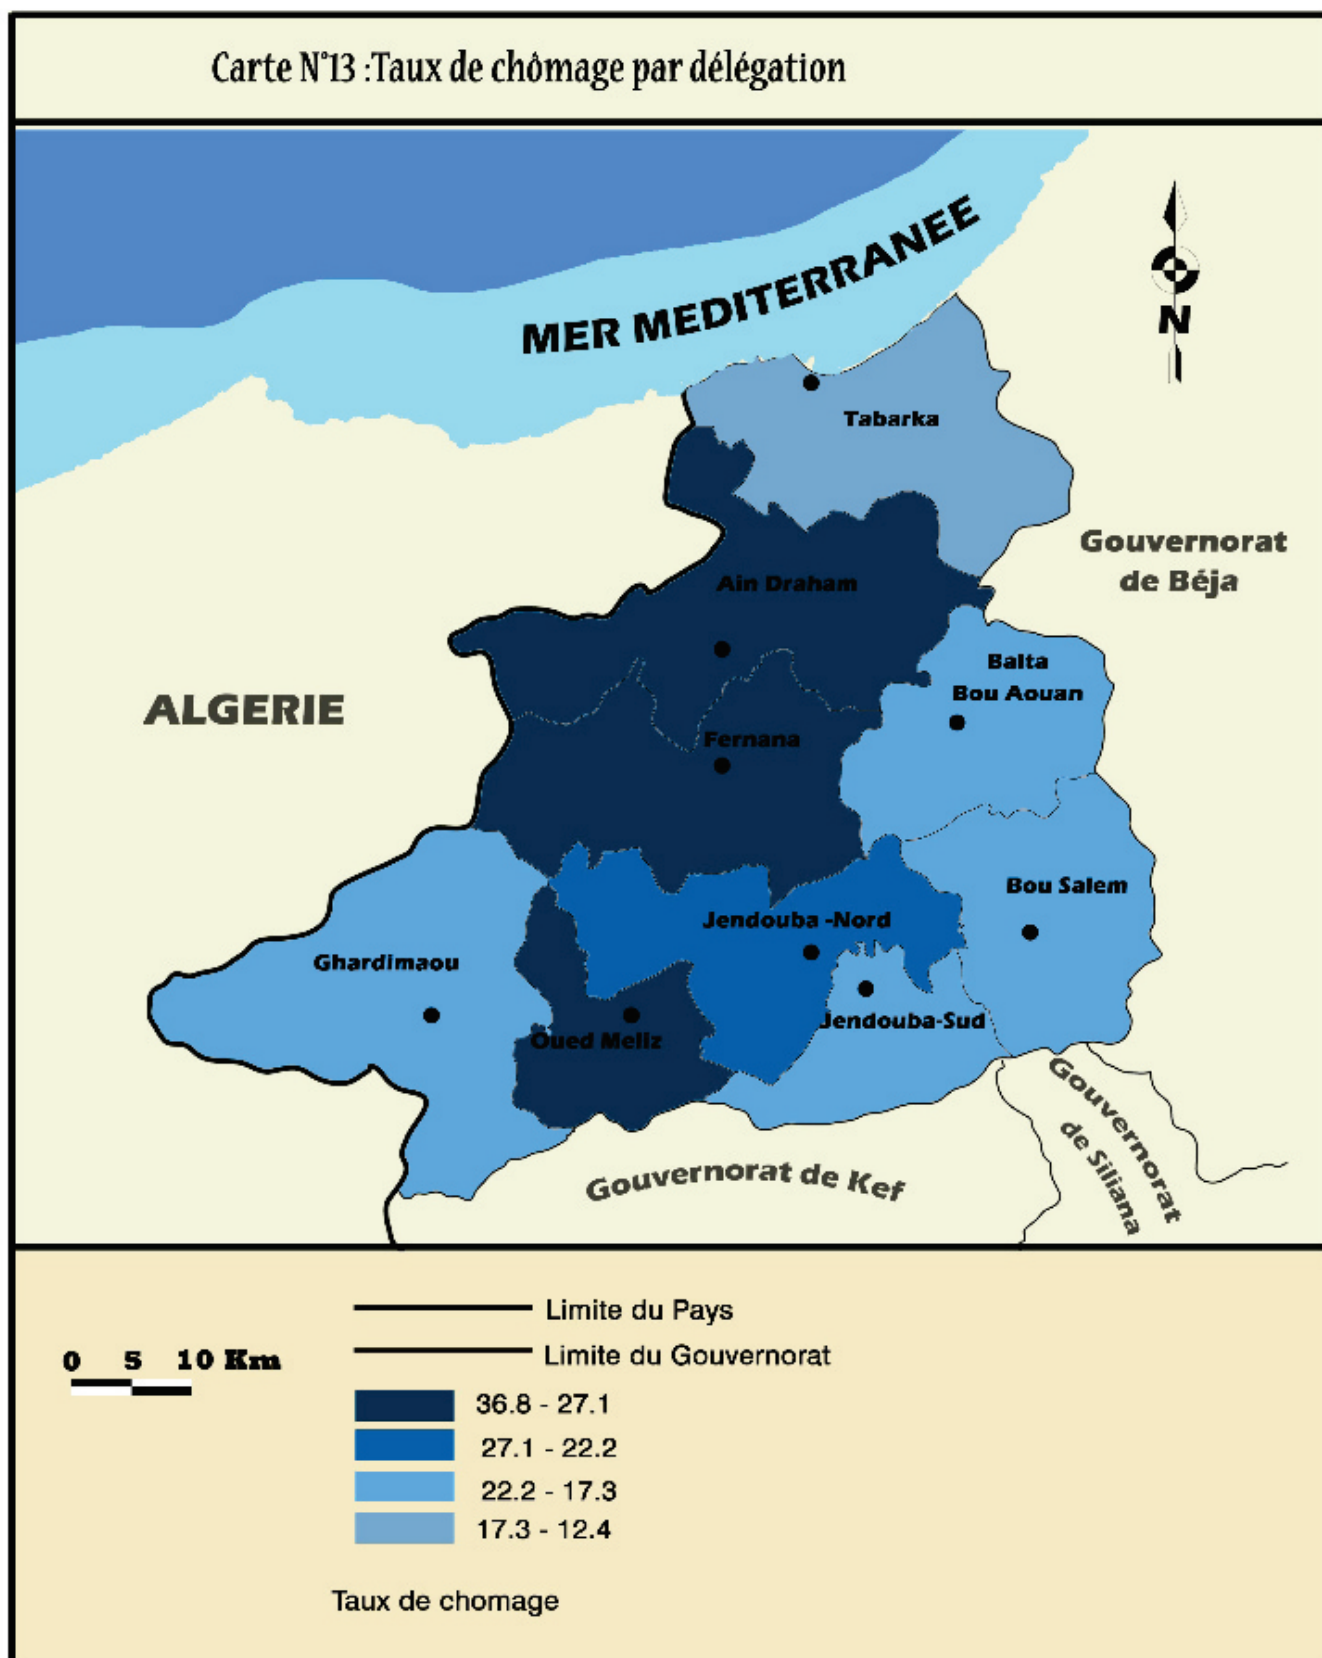 Carte N°13 :Taux de chômage par délégation
MER MEDITERRANEE
N
Tabarka
Gouvernorat
de Béja
Ain Draham
Balta
Bou Aouan
ALGERIE
Fernana
Bou Salem
Jendouba -Nord
Ghardimaou
Jendouba-Sud
Oued Meliz
Gouvernorat
de Siliana
Gouvernorat de Kef
Limite du Pays
Limite du Gouvernorat
0 5 10 Km
36.8 - 27.1
27.1 - 22.2
22.2 - 17.3
17.3 - 12.4
Taux de chomage